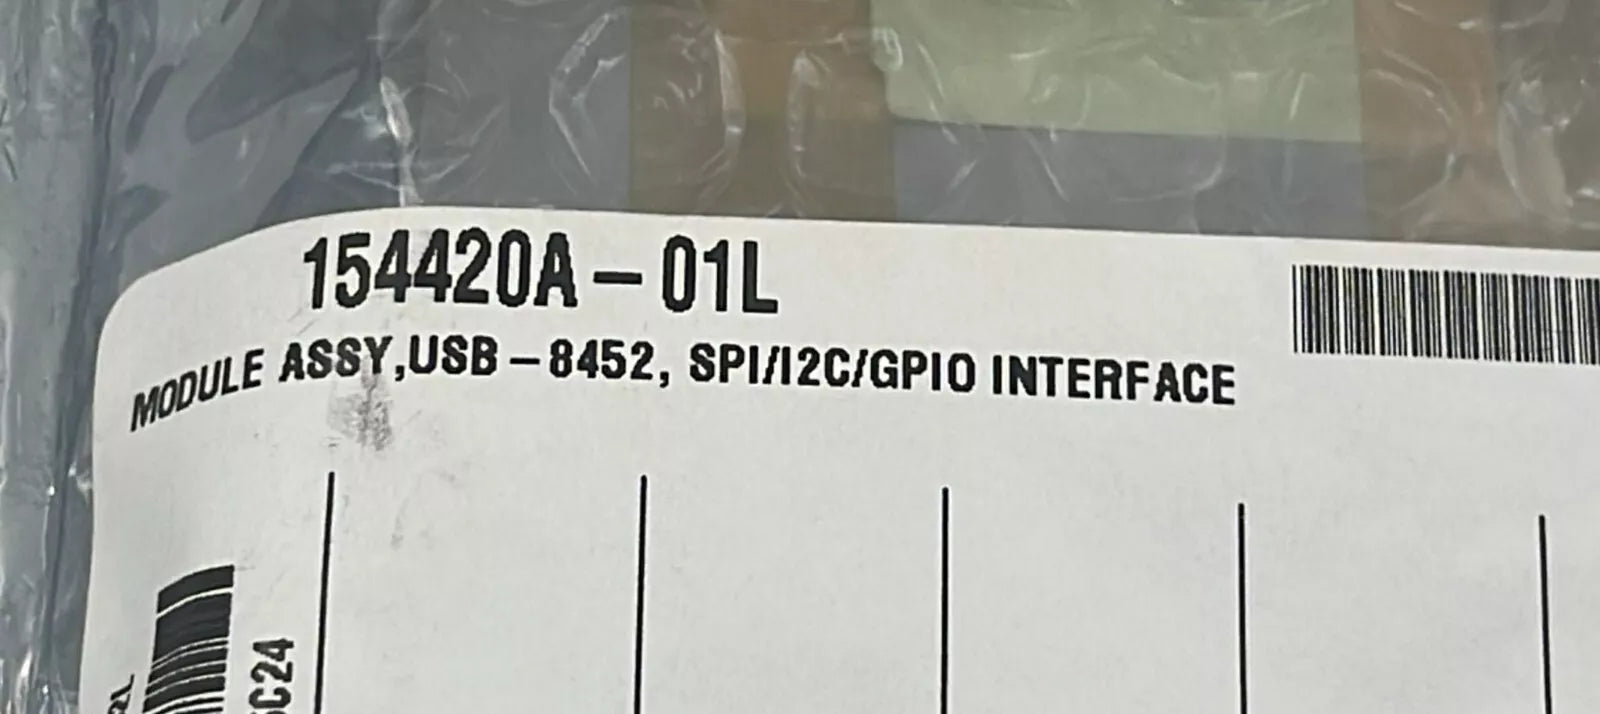 154420A-01L
MODULE ASSY,USB-8452, SPI/I2C/GPIO INTERFACE